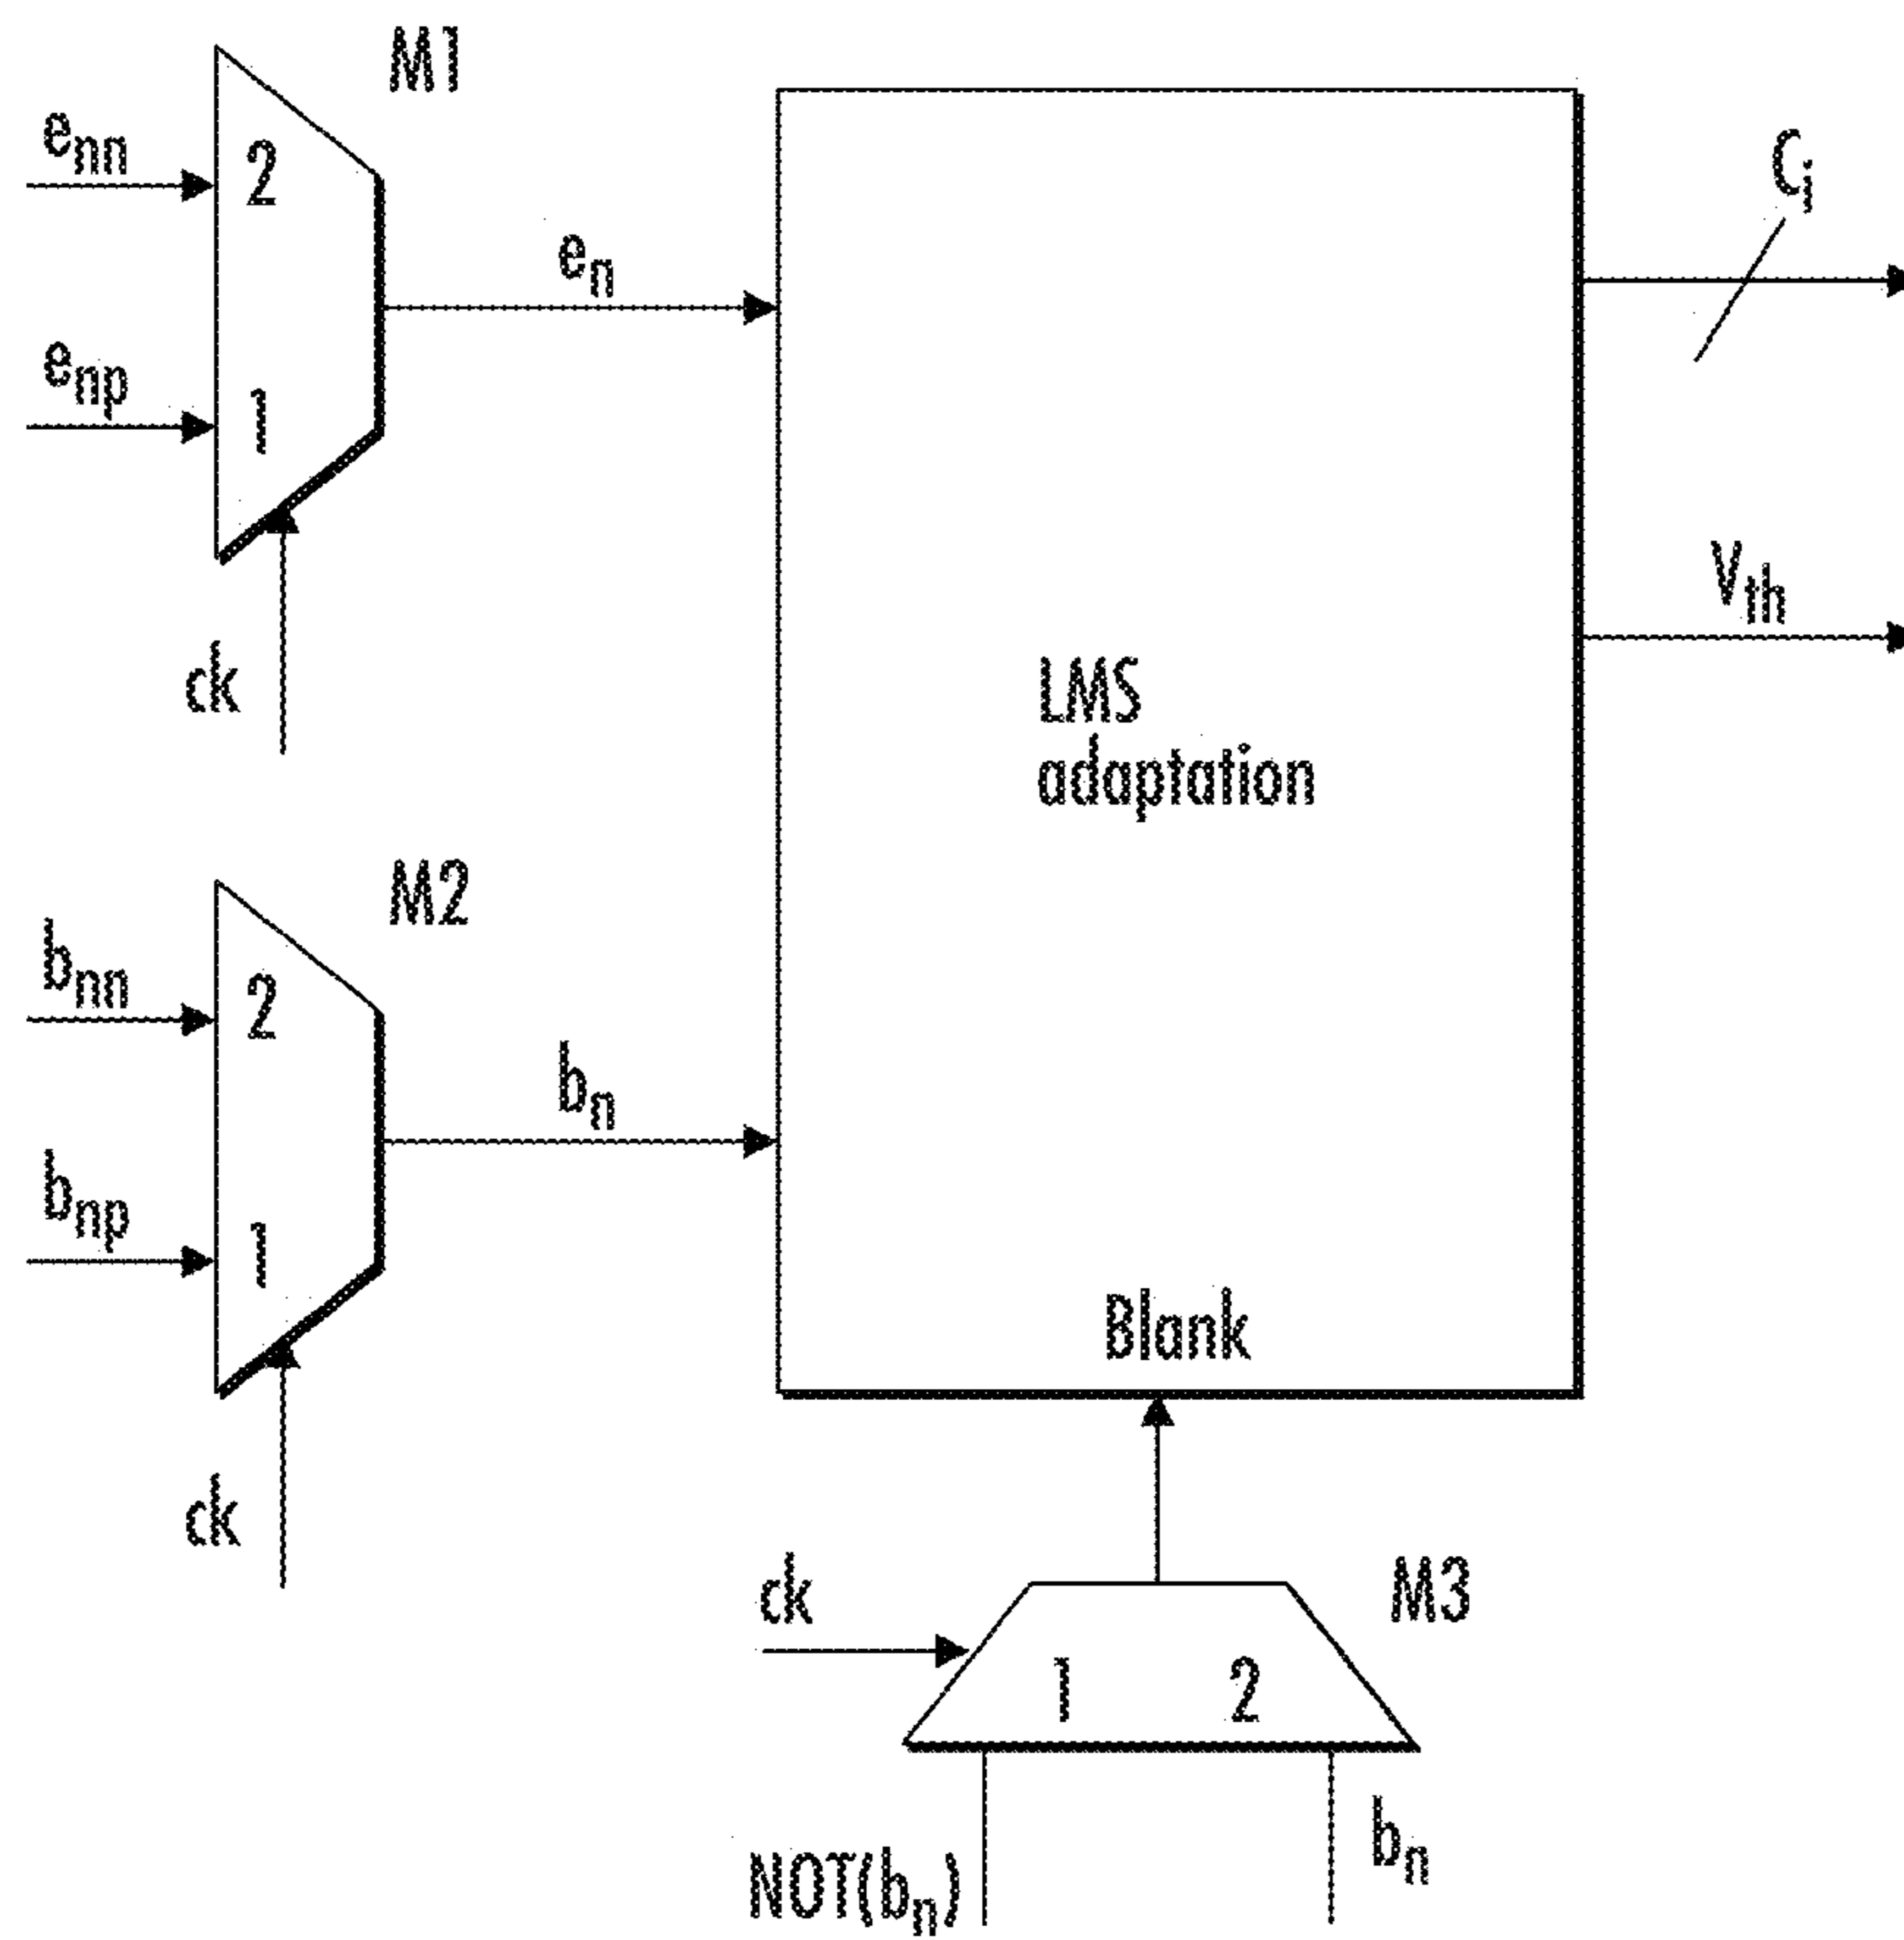 M1
e_nn
2
e_n
e_np
1
ck
C_i
V_th
LMS
adaptation
M2
b_nn
2
b_n
b_np
1
ck
Blank
ck
M3
1 2
NOT(b_n)
b_n